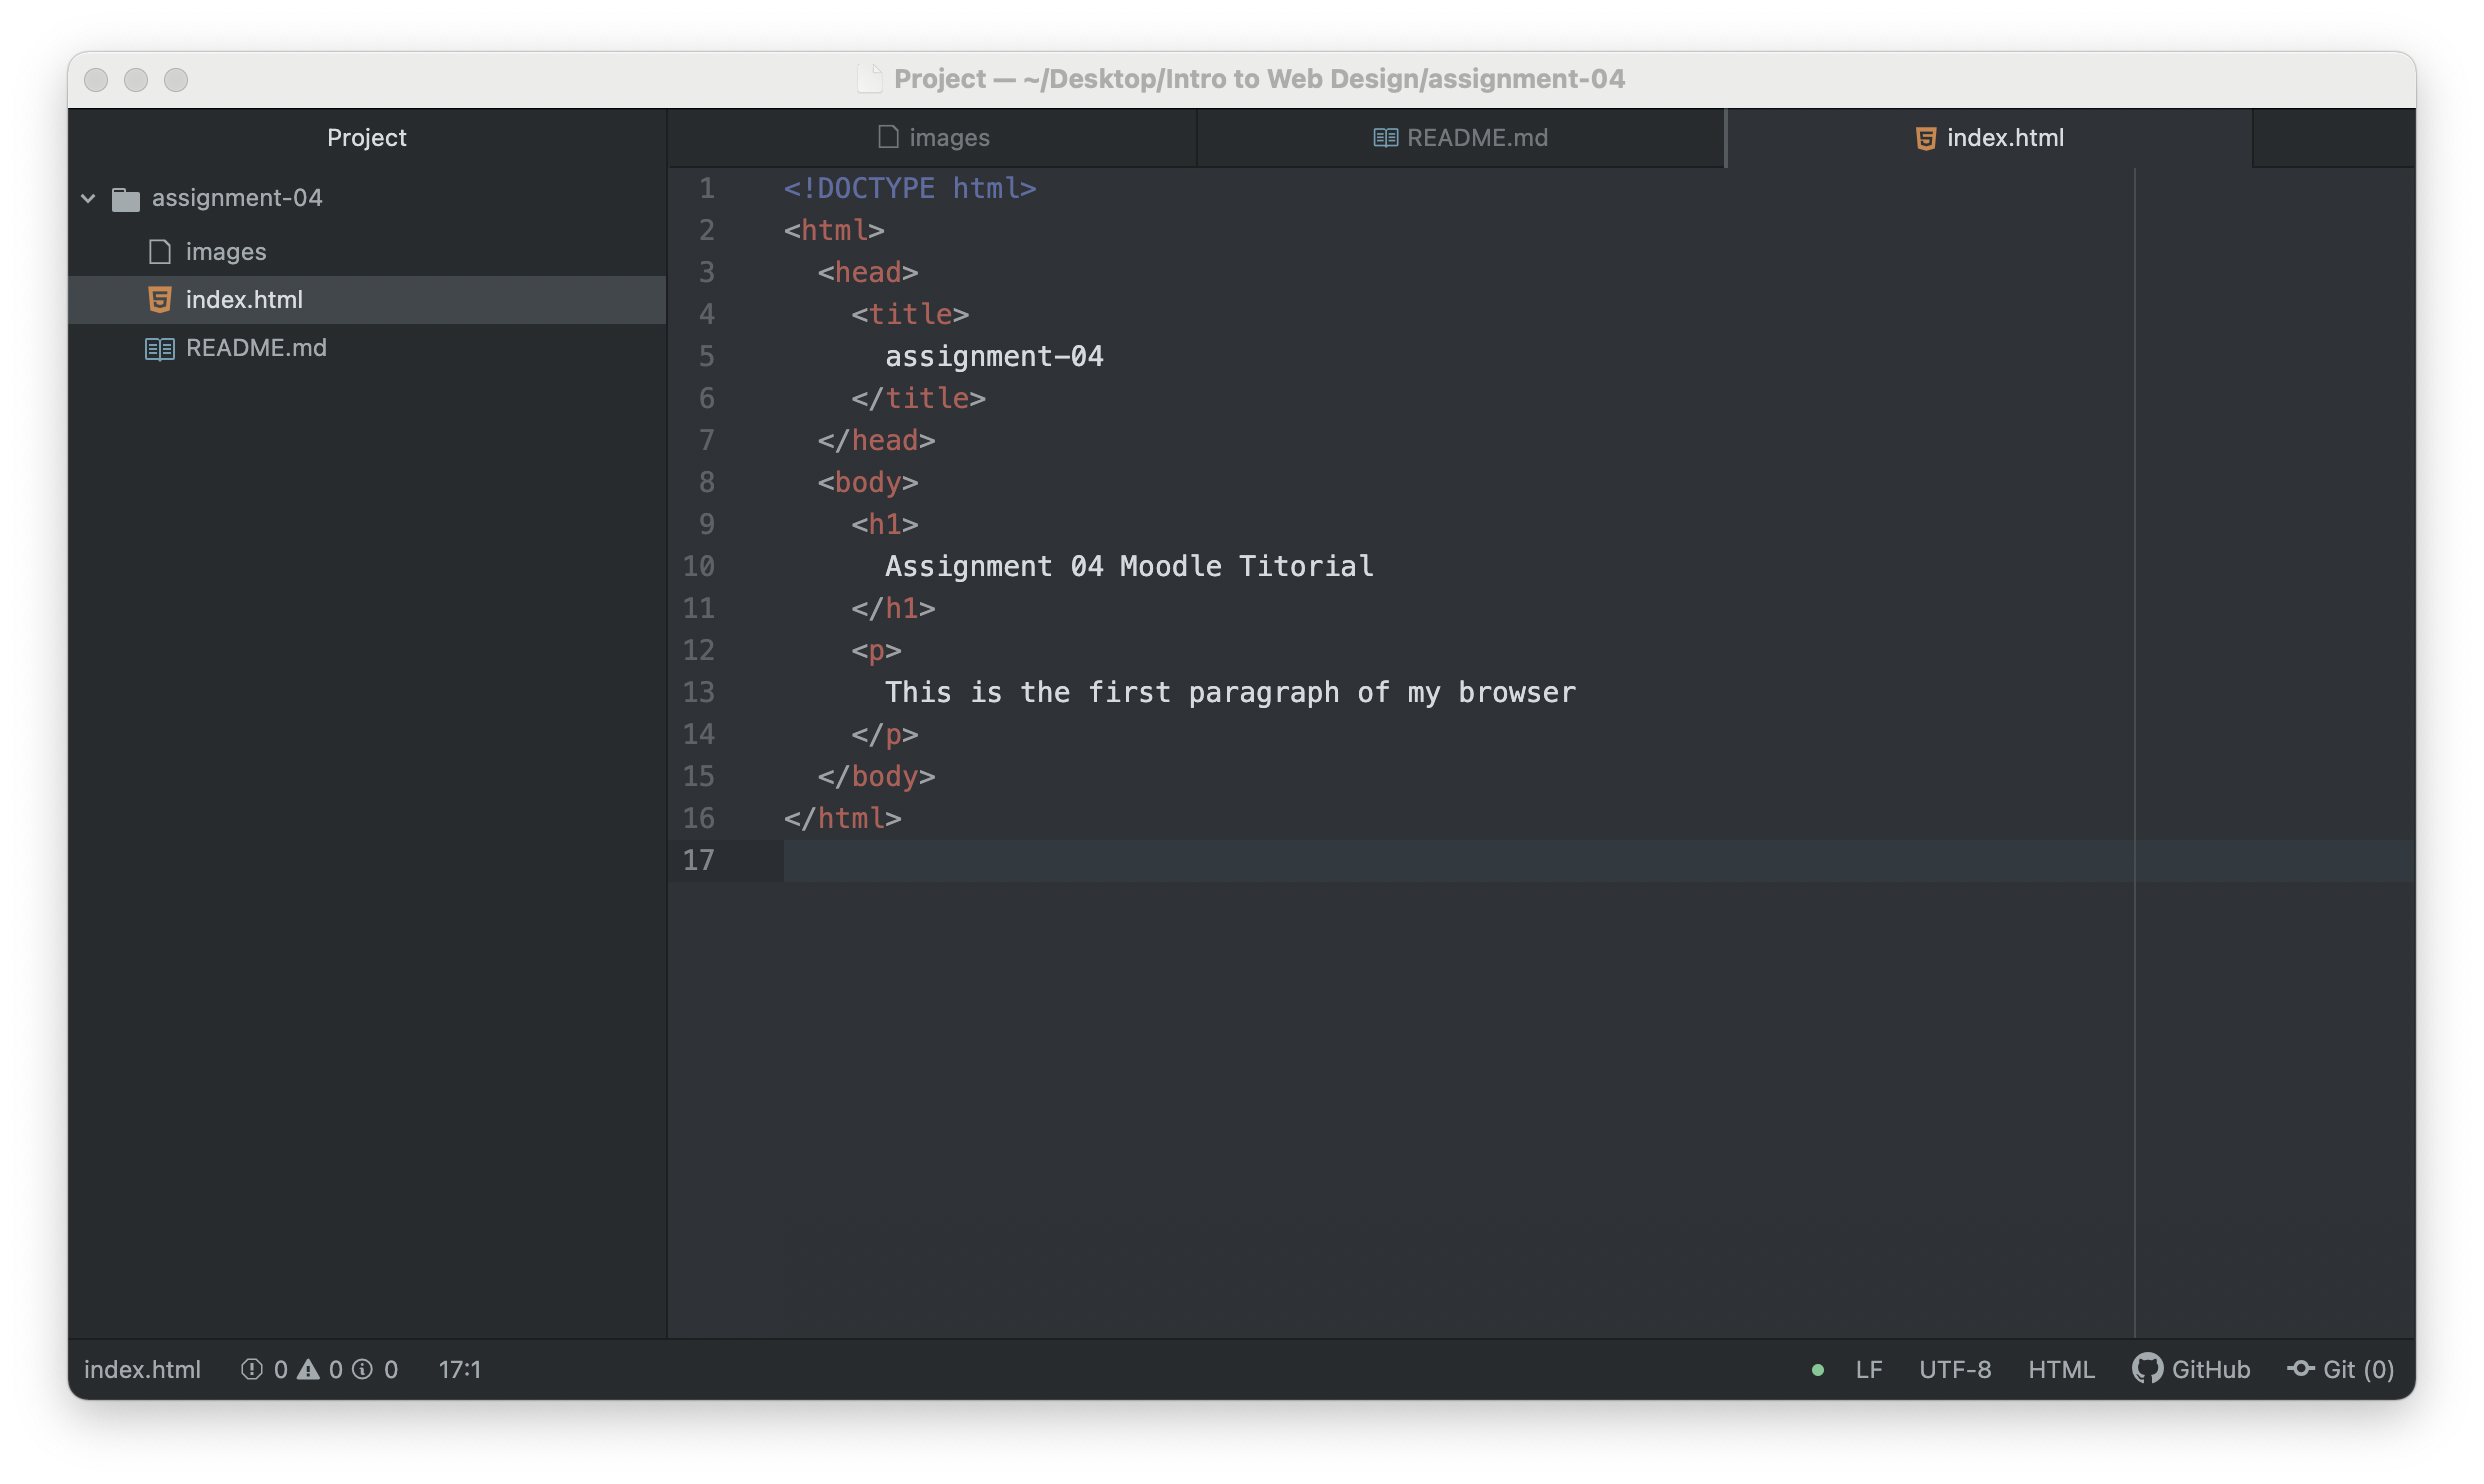 Project — ~/Desktop/Intro to Web Design/assignment-04
Project
images
README.md
index.html
assignment-04
images
index.html
README.md
1 <!DOCTYPE html>
2 <html>
3 <head>
4 <title>
5 assignment-04
6 </title>
7 </head>
8 <body>
9 <h1>
10 Assignment 04 Moodle Titorial
11 </h1>
12 <p>
13 This is the first paragraph of my browser
14 </p>
15 </body>
16 </html>
17
index.html 0 0 0 17:1 LF UTF-8 HTML GitHub Git (0)